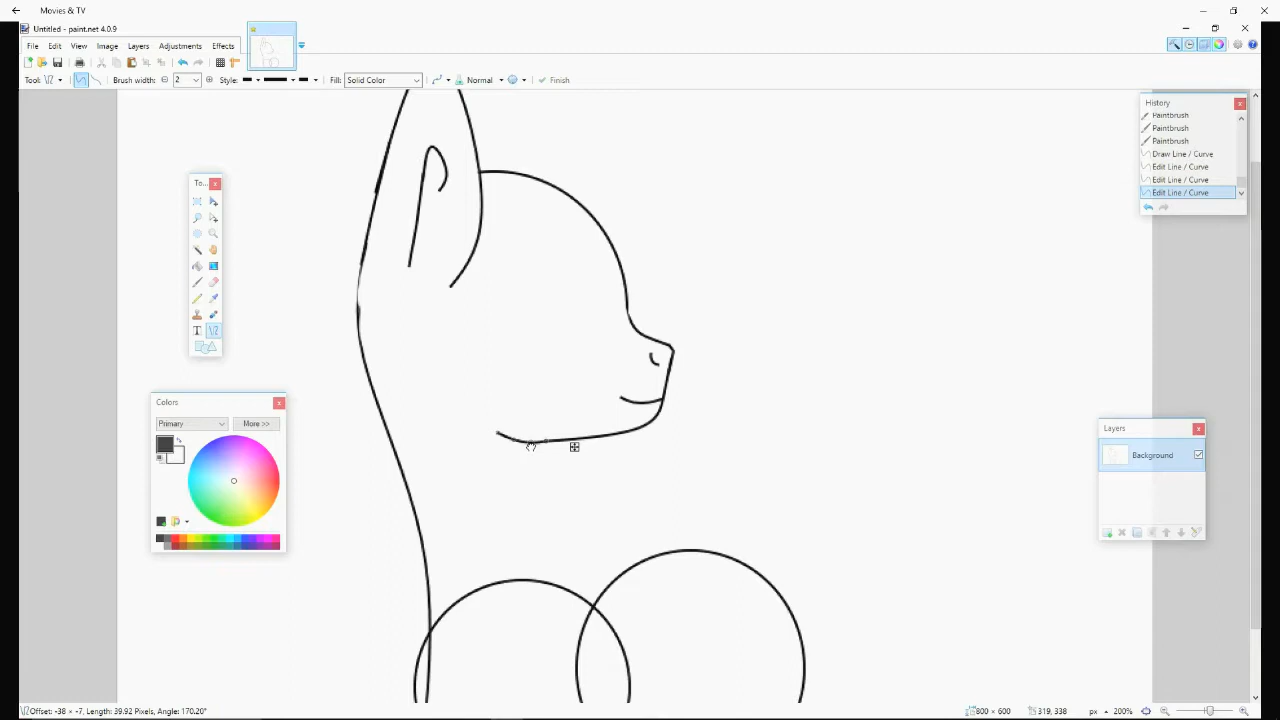 Movies & TV
Untitled - paint.net 4.0.9
File Edit View Image Layers Adjustments Effects
Tool: Brush width: 2 Style: Fill: Solid Color Normal Finish
History
Paintbrush
Paintbrush
Paintbrush
Draw Line / Curve
Edit Line / Curve
Edit Line / Curve
Edit Line / Curve
To...
T
Colors
Primary More >>
Layers
Background
Offset: -38 × -7, Length: 39.92 Pixels, Angle: 170.20° 800 × 600 319, 338 px 200%